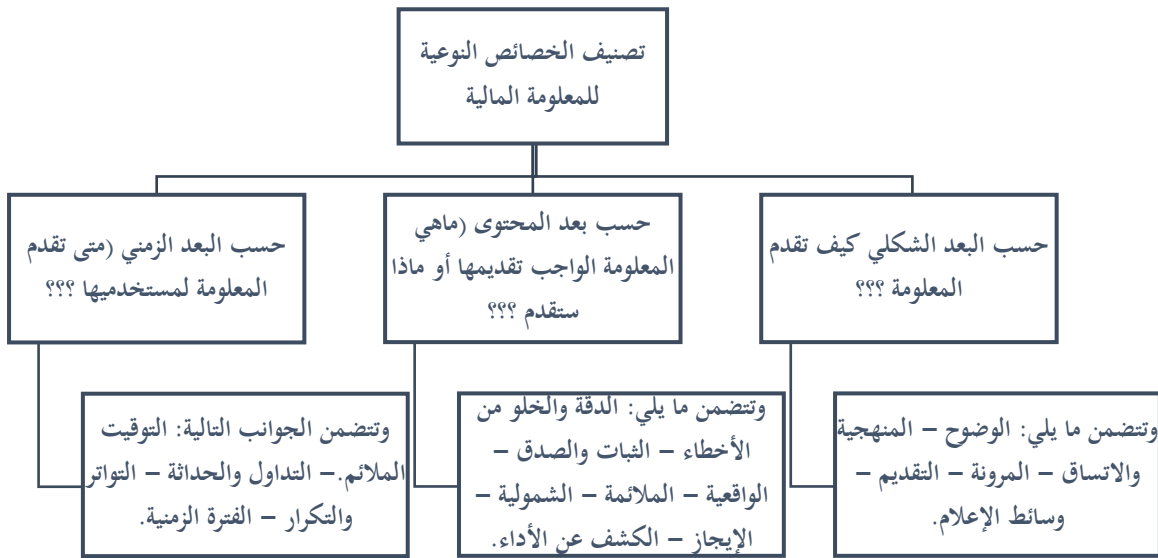 تصنيف الخصائص النوعية
للمعلومة المالية
حسب البعد الشكلي كيف تقدم
المعلومة ؟؟؟
حسب بعد المحتوى (ماهي
المعلومة الواجب تقديمها أو ماذا
ستقدم ؟؟؟
حسب البعد الزمني (متى تقدم
المعلومة لمستخدميها ؟؟؟
وتتضمن ما يلي: الوضوح – المنهجية
والاتساق – المرونة – التقديم –
وسائط الإعلام.
وتتضمن ما يلي: الدقة والخلو من
الأخطاء – الثبات والصدق –
الواقعية – الملائمة – الشمولية –
الإيجاز – الكشف عن الأداء.
وتتضمن الجوانب التالية: التوقيت
الملائم.– التداول والحداثة – التواتر
والتكرار – الفترة الزمنية.